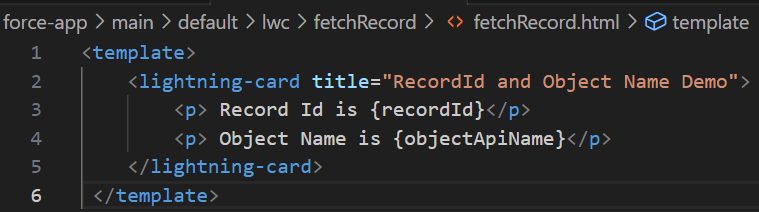 force-app > main > default > lwc > fetchRecord > <> fetchRecord.html > template
1 <template>
2 <lightning-card title="RecordId and Object Name Demo">
3 <p> Record Id is {recordId}</p>
4 <p> Object Name is {objectApiName}</p>
5 </lightning-card>
6 </template>